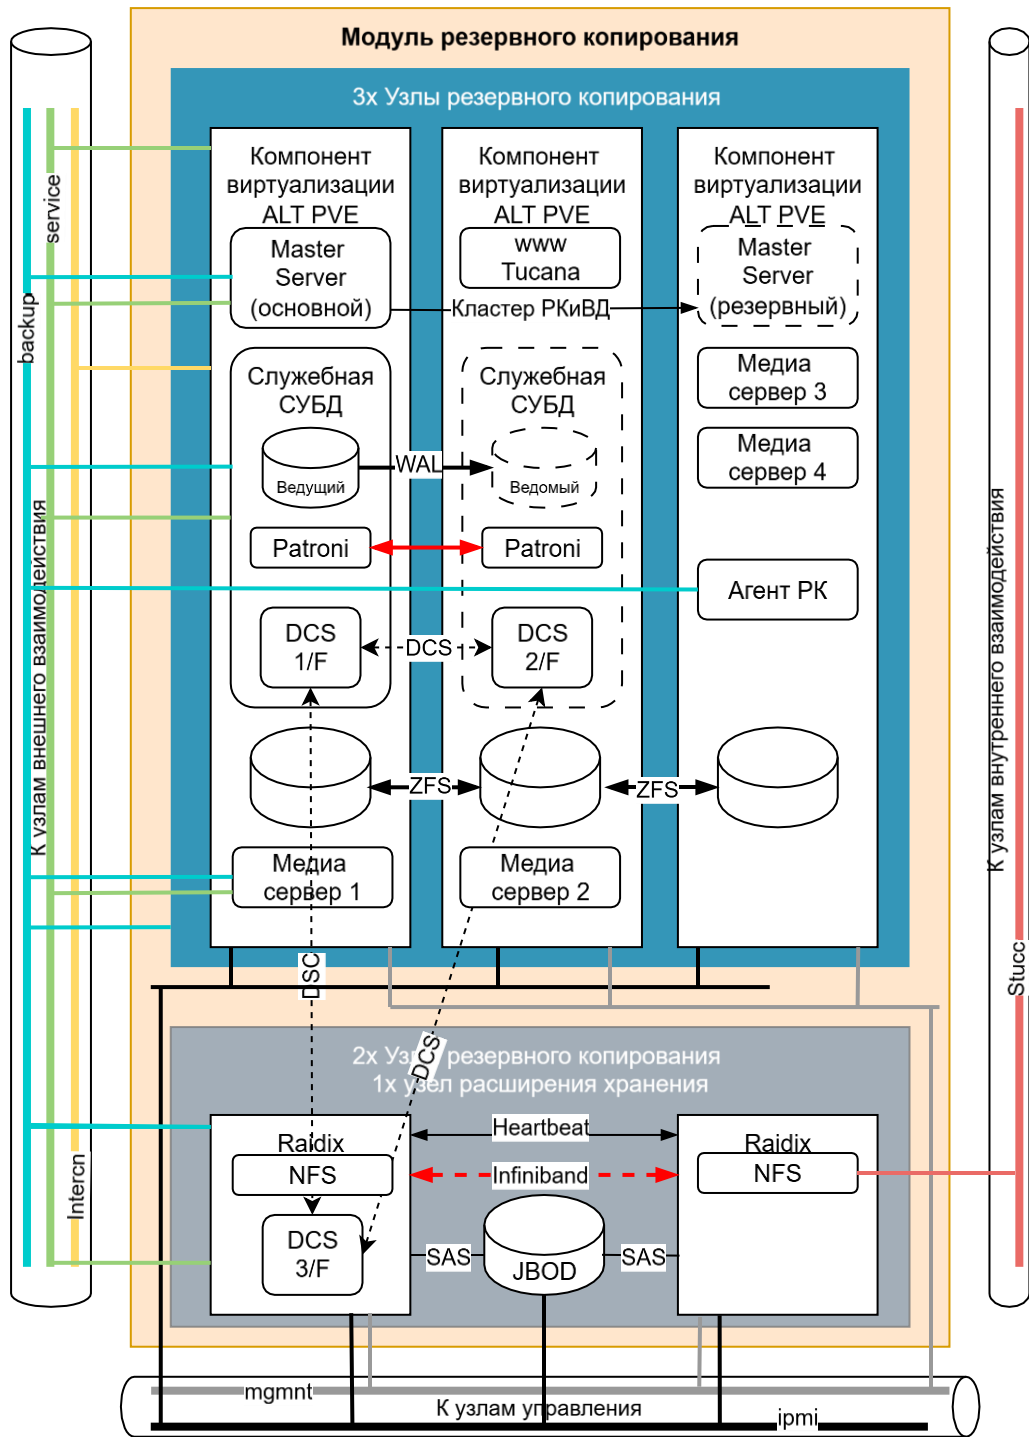 Модуль резервного копирования
3x Узлы резервного копирования
Компонент
виртуализации
ALT PVE
Master
Server
(основной)
Служебная
СУБД
Ведущий
Patroni
DCS
1/F
Медиа
сервер 1
Компонент
виртуализации
ALT PVE
www
Tucana
Кластер РКиВД
Служебная
СУБД
WAL
Ведомый
Patroni
DCS
DCS
2/F
ZFS
Медиа
сервер 2
Компонент
виртуализации
ALT PVE
Master
Server
(резервный)
Медиа
сервер 3
Медиа
сервер 4
Агент РК
ZFS
service
backup
К узлам внешнего взаимодействия
Intercn
К узлам внутреннего взаимодействия
Stucc
DSC
DCS
2x Узлы резервного копирования
1x узел расширения хранения
Raidix
NFS
DCS
3/F
Heartbeat
Infiniband
SAS
JBOD
SAS
Raidix
NFS
mgmnt
К узлам управления
ipmi